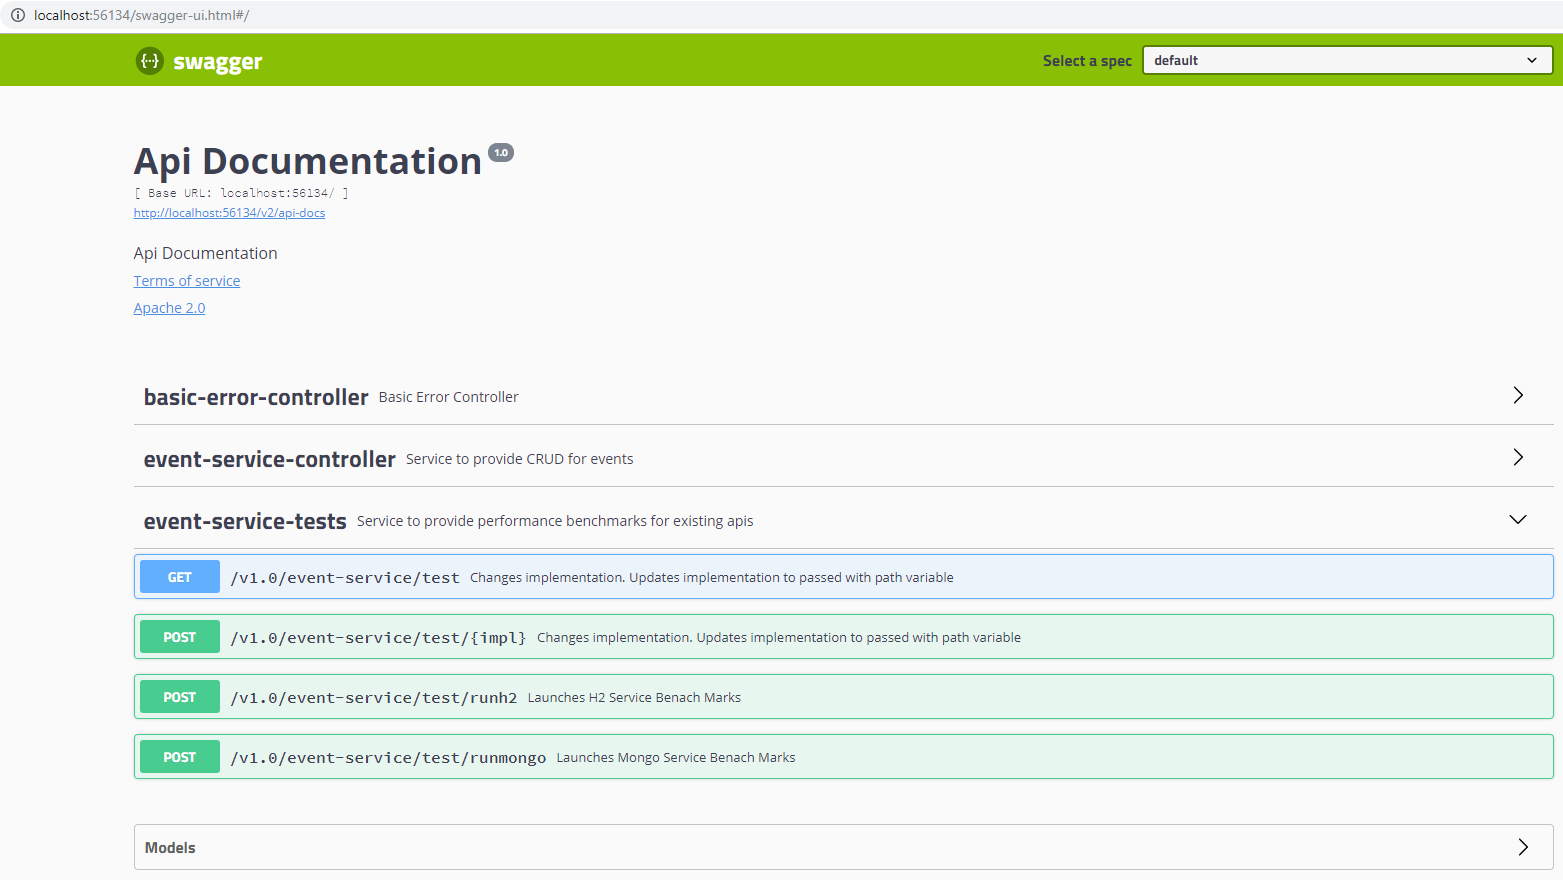 localhost:56134/swagger-ui.html#/
{···} swagger Select a spec default
Api Documentation 1.0
[ Base URL: localhost:56134/ ]
http://localhost:56134/v2/api-docs
Api Documentation
Terms of service
Apache 2.0
basic-error-controller Basic Error Controller
event-service-controller Service to provide CRUD for events
event-service-tests Service to provide performance benchmarks for existing apis
GET /v1.0/event-service/test Changes implementation. Updates implementation to passed with path variable
POST /v1.0/event-service/test/{impl} Changes implementation. Updates implementation to passed with path variable
POST /v1.0/event-service/test/runh2 Launches H2 Service Benach Marks
POST /v1.0/event-service/test/runmongo Launches Mongo Service Benach Marks
Models